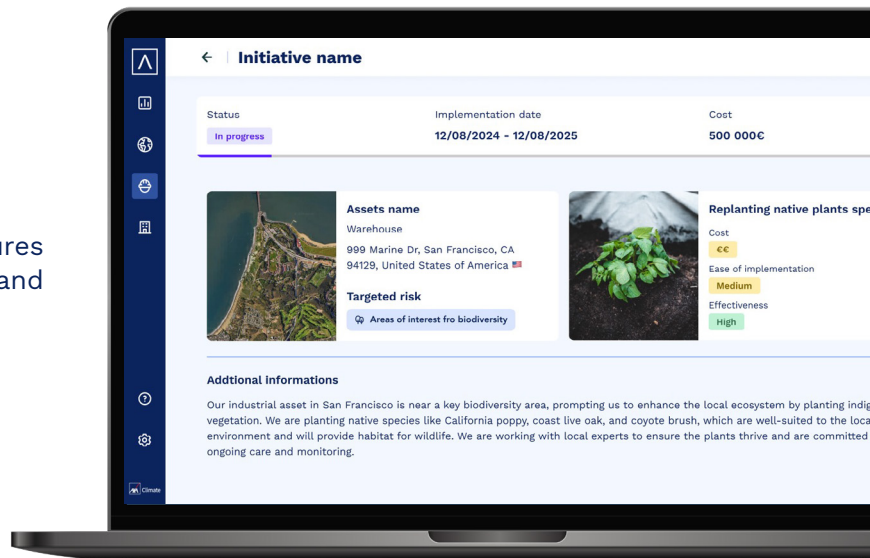 Initiative name
Status
In progress
Implementation date
12/08/2024 - 12/08/2025
Cost
500 000€
ures
and
Assets name
Warehouse
999 Marine Dr, San Francisco, CA
94129, United States of America
Targeted risk
Areas of interest fro biodiversity
Replanting native plants spe
Cost
€€
Ease of implementation
Medium
Effectiveness
High
Addtional informations
Our industrial asset in San Francisco is near a key biodiversity area, prompting us to enhance the local ecosystem by planting indig
vegetation. We are planting native species like California poppy, coast live oak, and coyote brush, which are well-suited to the loca
environment and will provide habitat for wildlife. We are working with local experts to ensure the plants thrive and are committed
ongoing care and monitoring.
AXA Climate